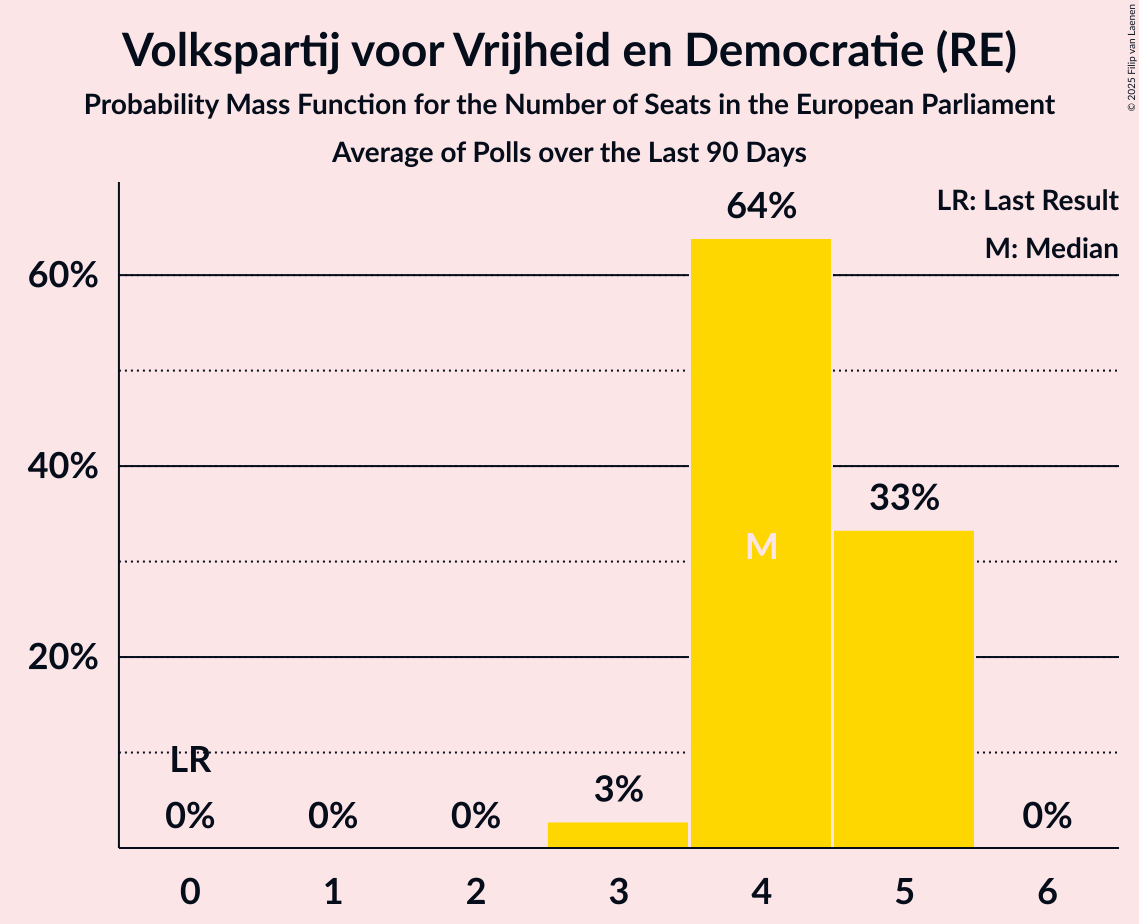 Volkspartij voor Vrijheid en Democratie (RE)
Probability Mass Function for the Number of Seats in the European Parliament
Average of Polls over the Last 90 Days
© 2025 Filip van Laenen
LR: Last Result
M: Median
64%
60%
40%
33%
M
20%
LR
3%
0%
0%
0%
0%
0 1 2 3 4 5 6